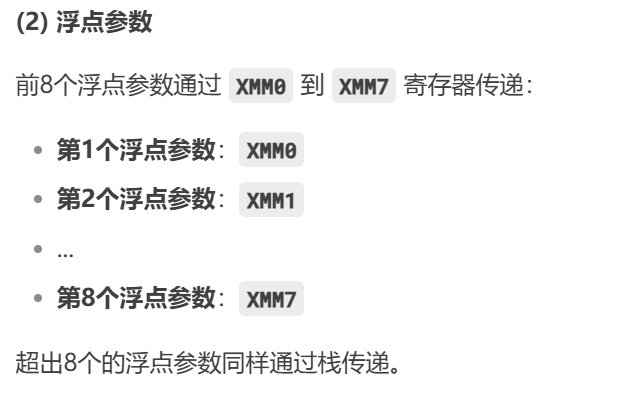 (2) 浮点参数
前8个浮点参数通过 XMM0 到 XMM7 寄存器传递：
• 第1个浮点参数：XMM0
• 第2个浮点参数：XMM1
• ...
• 第8个浮点参数：XMM7
超出8个的浮点参数同样通过栈传递。